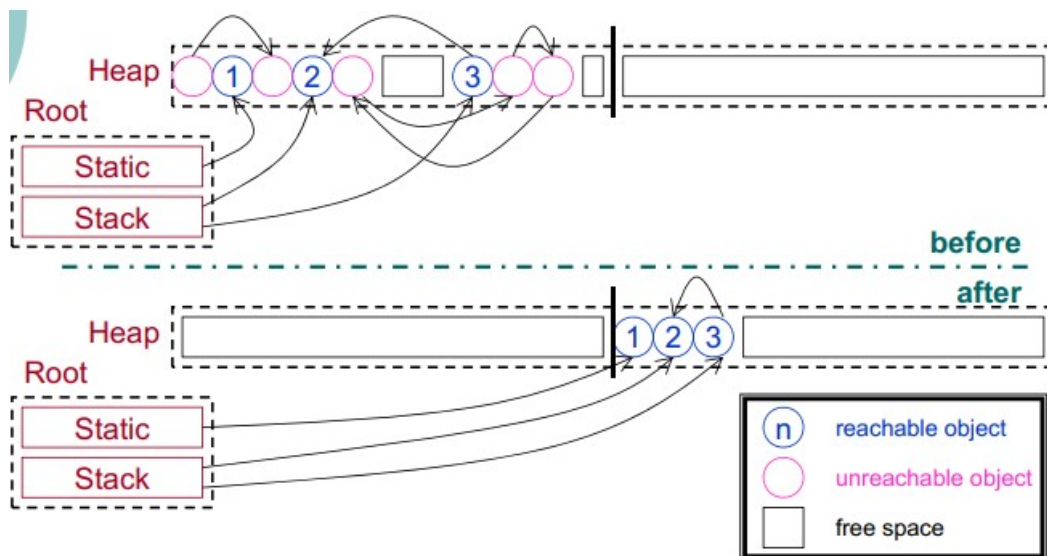 Heap
1
2
3
Root
Static
Stack
before
after
Heap
1
2
3
Root
Static
Stack
n reachable object
unreachable object
free space